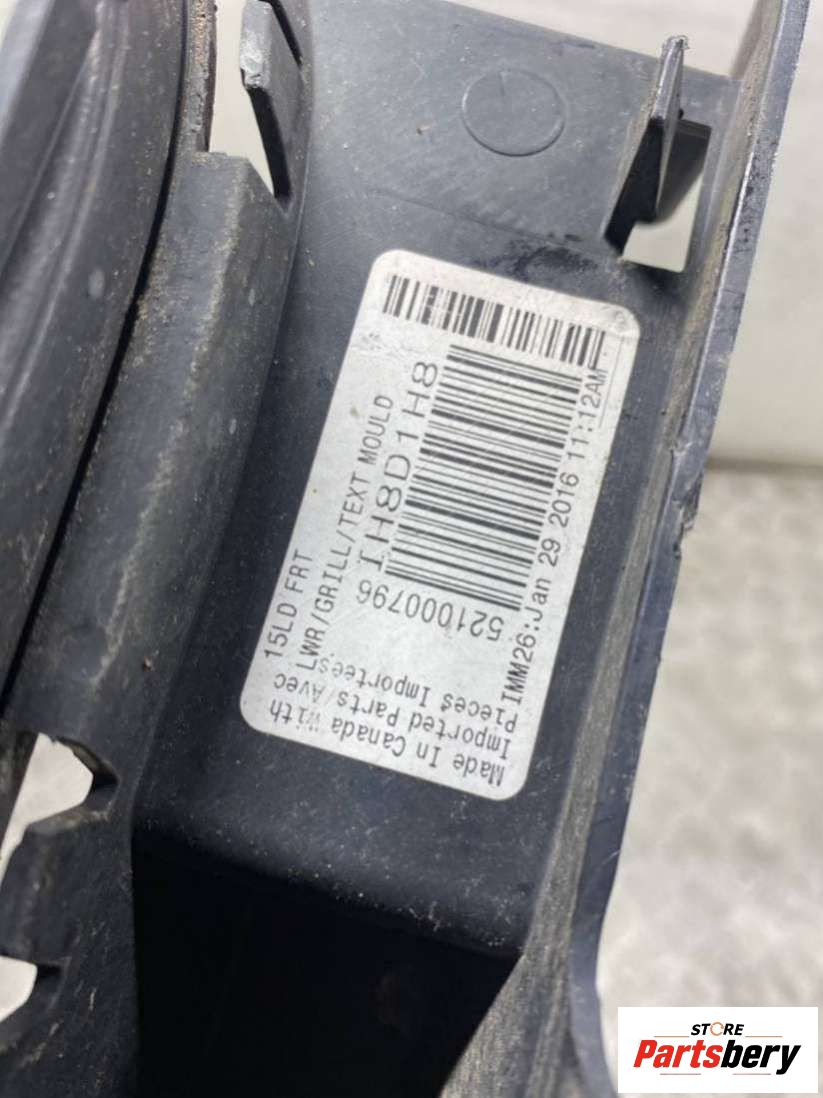 15LD FRT
LWR/GRILL/TEXT MOULD
IH8D1H8
521000796
IMM26:Jan 29 2016 11:12AM
Made In Canada With
Imported Parts/Avec
Pieces Importees
STORE
Partsbery